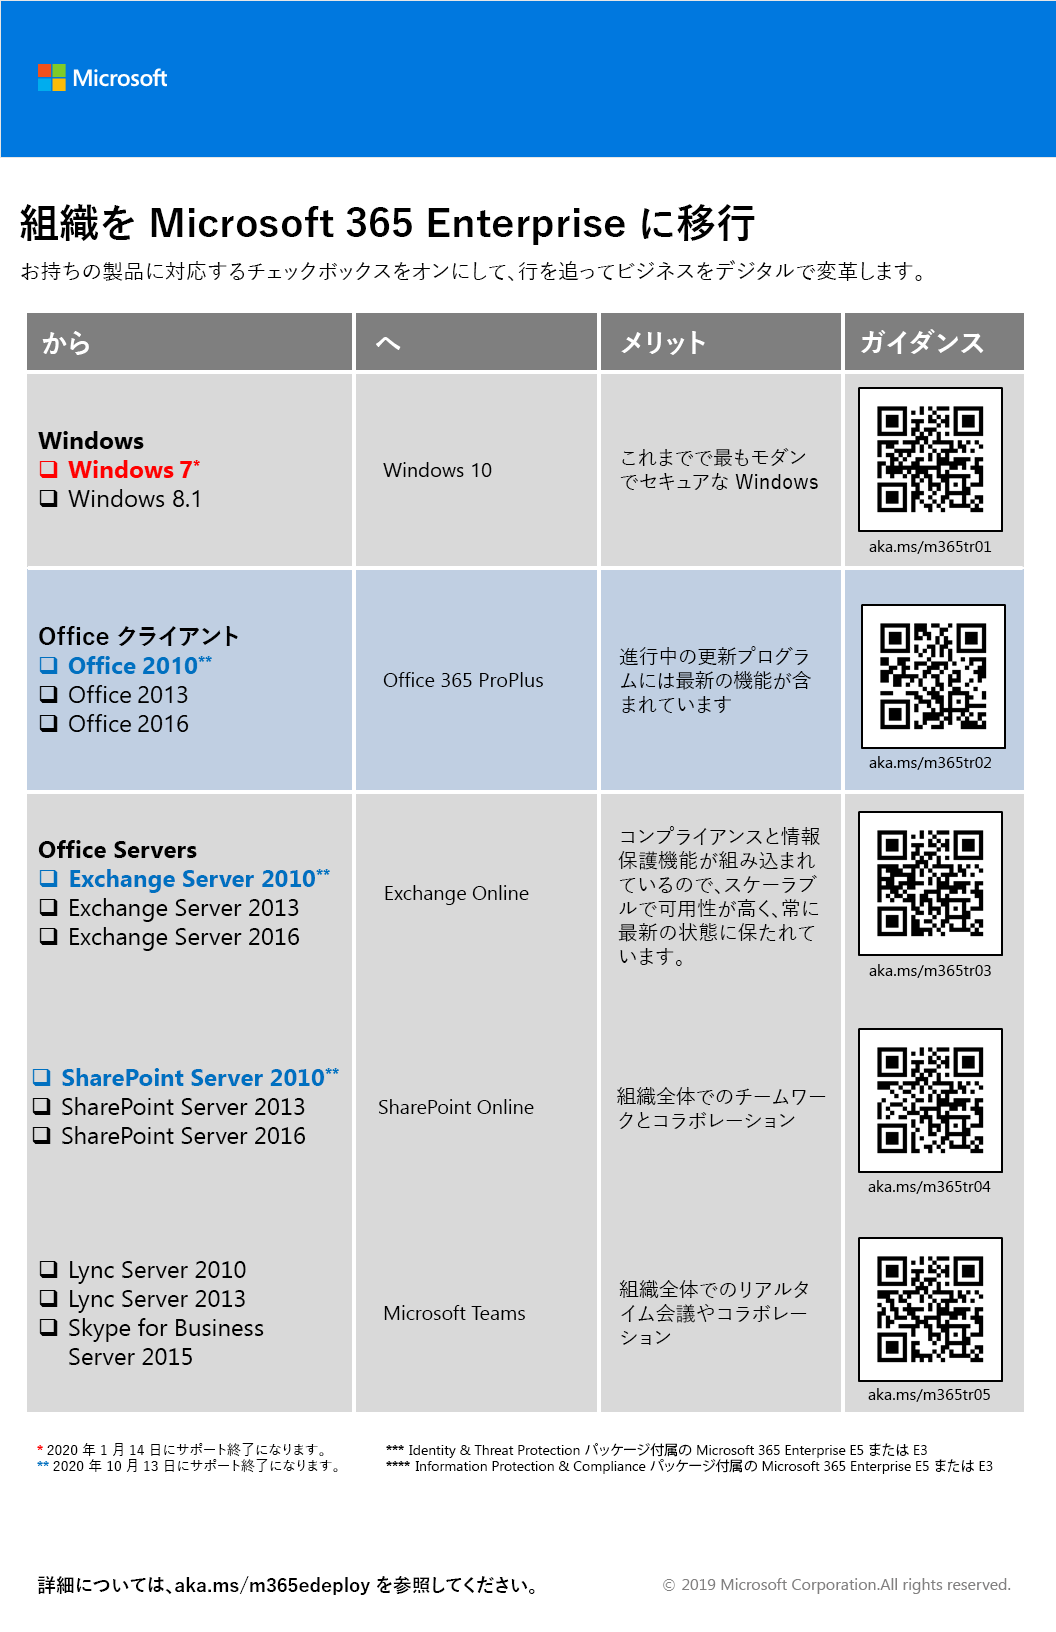 Microsoft
組織を Microsoft 365 Enterprise に移行
お持ちの製品に対応するチェックボックスをオンにして、行を追ってビジネスをデジタルで変革します。
から
へ
メリット
ガイダンス
Windows
Windows 7*
Windows 8.1
Windows 10
これまでで最もモダン
でセキュアな Windows
aka.ms/m365tr01
Office クライアント
Office 2010**
Office 2013
Office 2016
Office 365 ProPlus
進行中の更新プログラ
ムには最新の機能が含
まれています
aka.ms/m365tr02
Office Servers
Exchange Server 2010**
Exchange Server 2013
Exchange Server 2016
Exchange Online
コンプライアンスと情報
保護機能が組み込まれ
ているので、スケーラブ
ルで可用性が高く、常に
最新の状態に保たれて
います。
aka.ms/m365tr03
SharePoint Server 2010**
SharePoint Server 2013
SharePoint Server 2016
SharePoint Online
組織全体でのチームワー
クとコラボレーション
aka.ms/m365tr04
Lync Server 2010
Lync Server 2013
Skype for Business
Server 2015
Microsoft Teams
組織全体でのリアルタ
イム会議やコラボレー
ション
aka.ms/m365tr05
* 2020 年 1 月 14 日にサポート終了になります。
** 2020 年 10 月 13 日にサポート終了になります。
*** Identity & Threat Protection パッケージ付属の Microsoft 365 Enterprise E5 または E3
**** Information Protection & Compliance パッケージ付属の Microsoft 365 Enterprise E5 または E3
詳細については、aka.ms/m365edeploy を参照してください。
© 2019 Microsoft Corporation.All rights reserved.